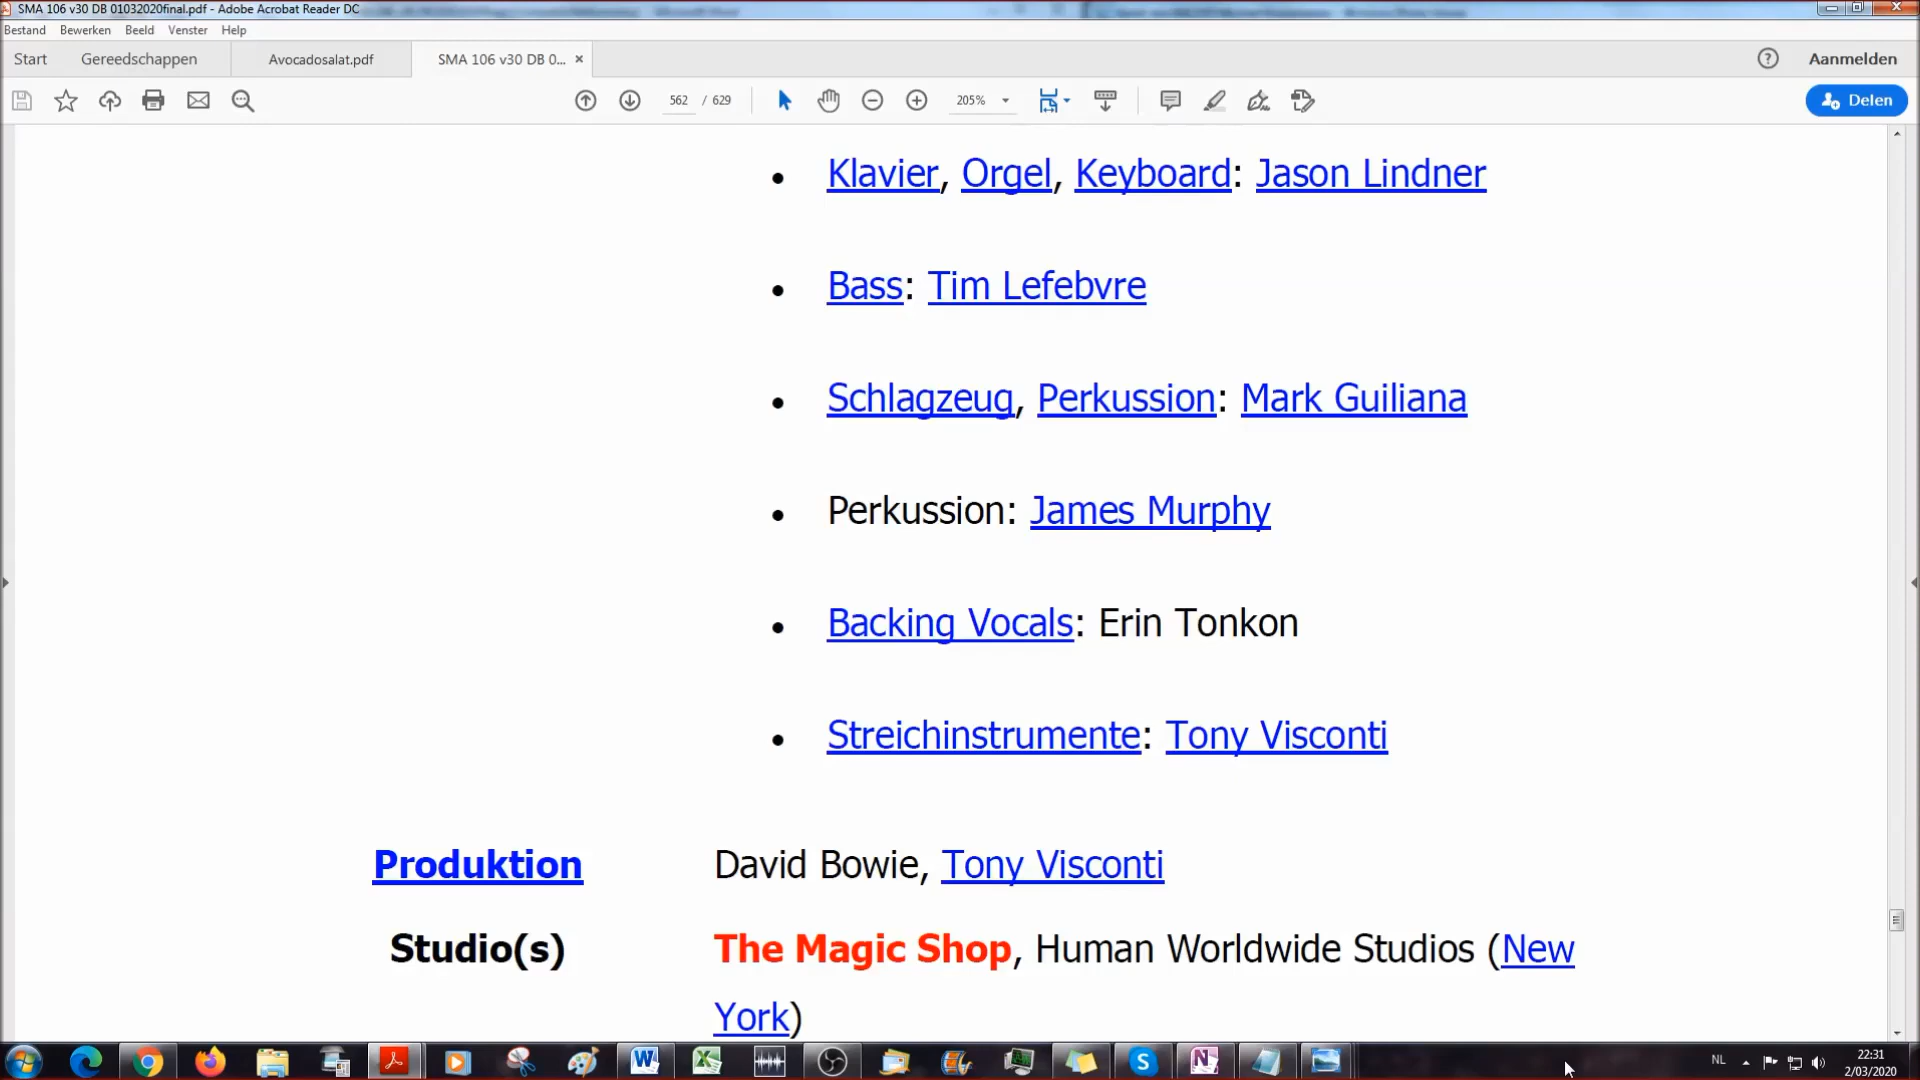 SMA 106 v30 DB 01032020final.pdf - Adobe Acrobat Reader DC
Bestand Bewerken Beeld Venster Help
Start Gereedschappen Avocadosalat.pdf SMA 106 v30 DB 0... Aanmelden
562 / 629 205% Delen
• Klavier, Orgel, Keyboard: Jason Lindner
• Bass: Tim Lefebvre
• Schlagzeug, Perkussion: Mark Guiliana
• Perkussion: James Murphy
• Backing Vocals: Erin Tonkon
• Streichinstrumente: Tony Visconti
Produktion David Bowie, Tony Visconti
Studio(s) The Magic Shop, Human Worldwide Studios (New
York)
NL 22:31
2/03/2020